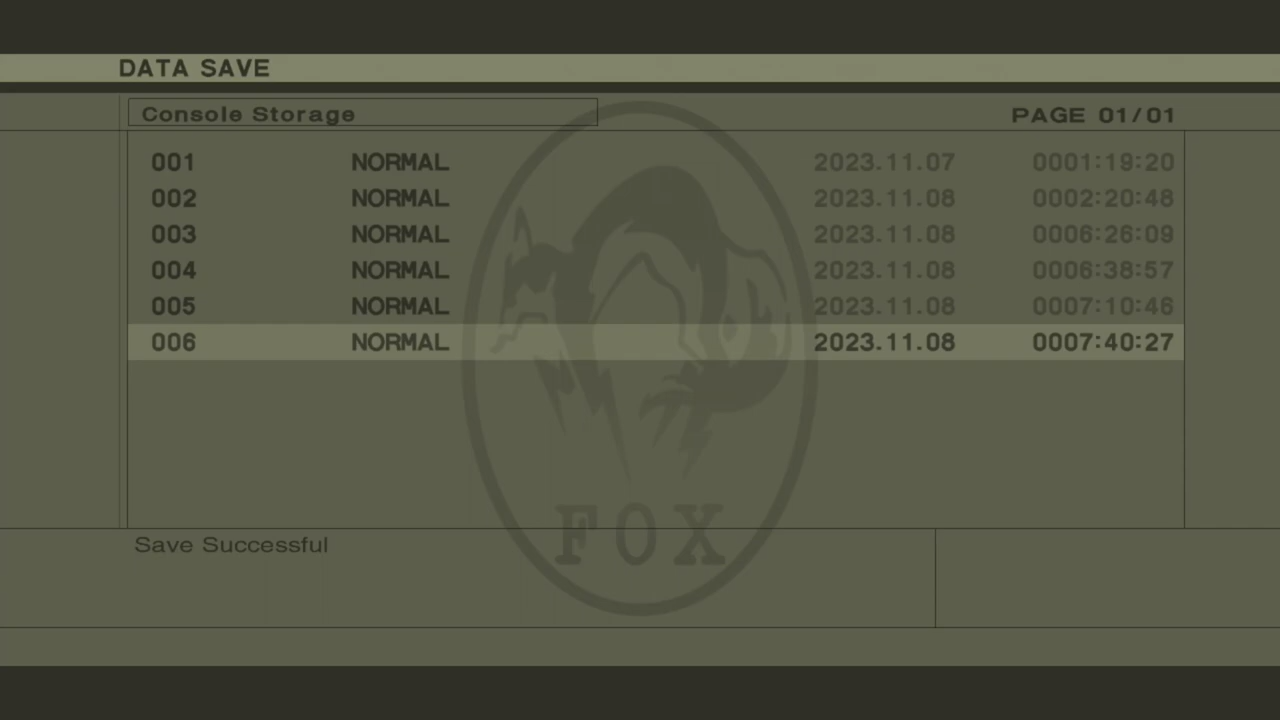 DATA SAVE
Console Storage PAGE 01/01
001 NORMAL 2023.11.07 0001:19:20
002 NORMAL 2023.11.08 0002:20:48
003 NORMAL 2023.11.08 0006:26:09
004 NORMAL 2023.11.08 0006:38:57
005 NORMAL 2023.11.08 0007:10:46
006 NORMAL 2023.11.08 0007:40:27
FOX
Save Successful